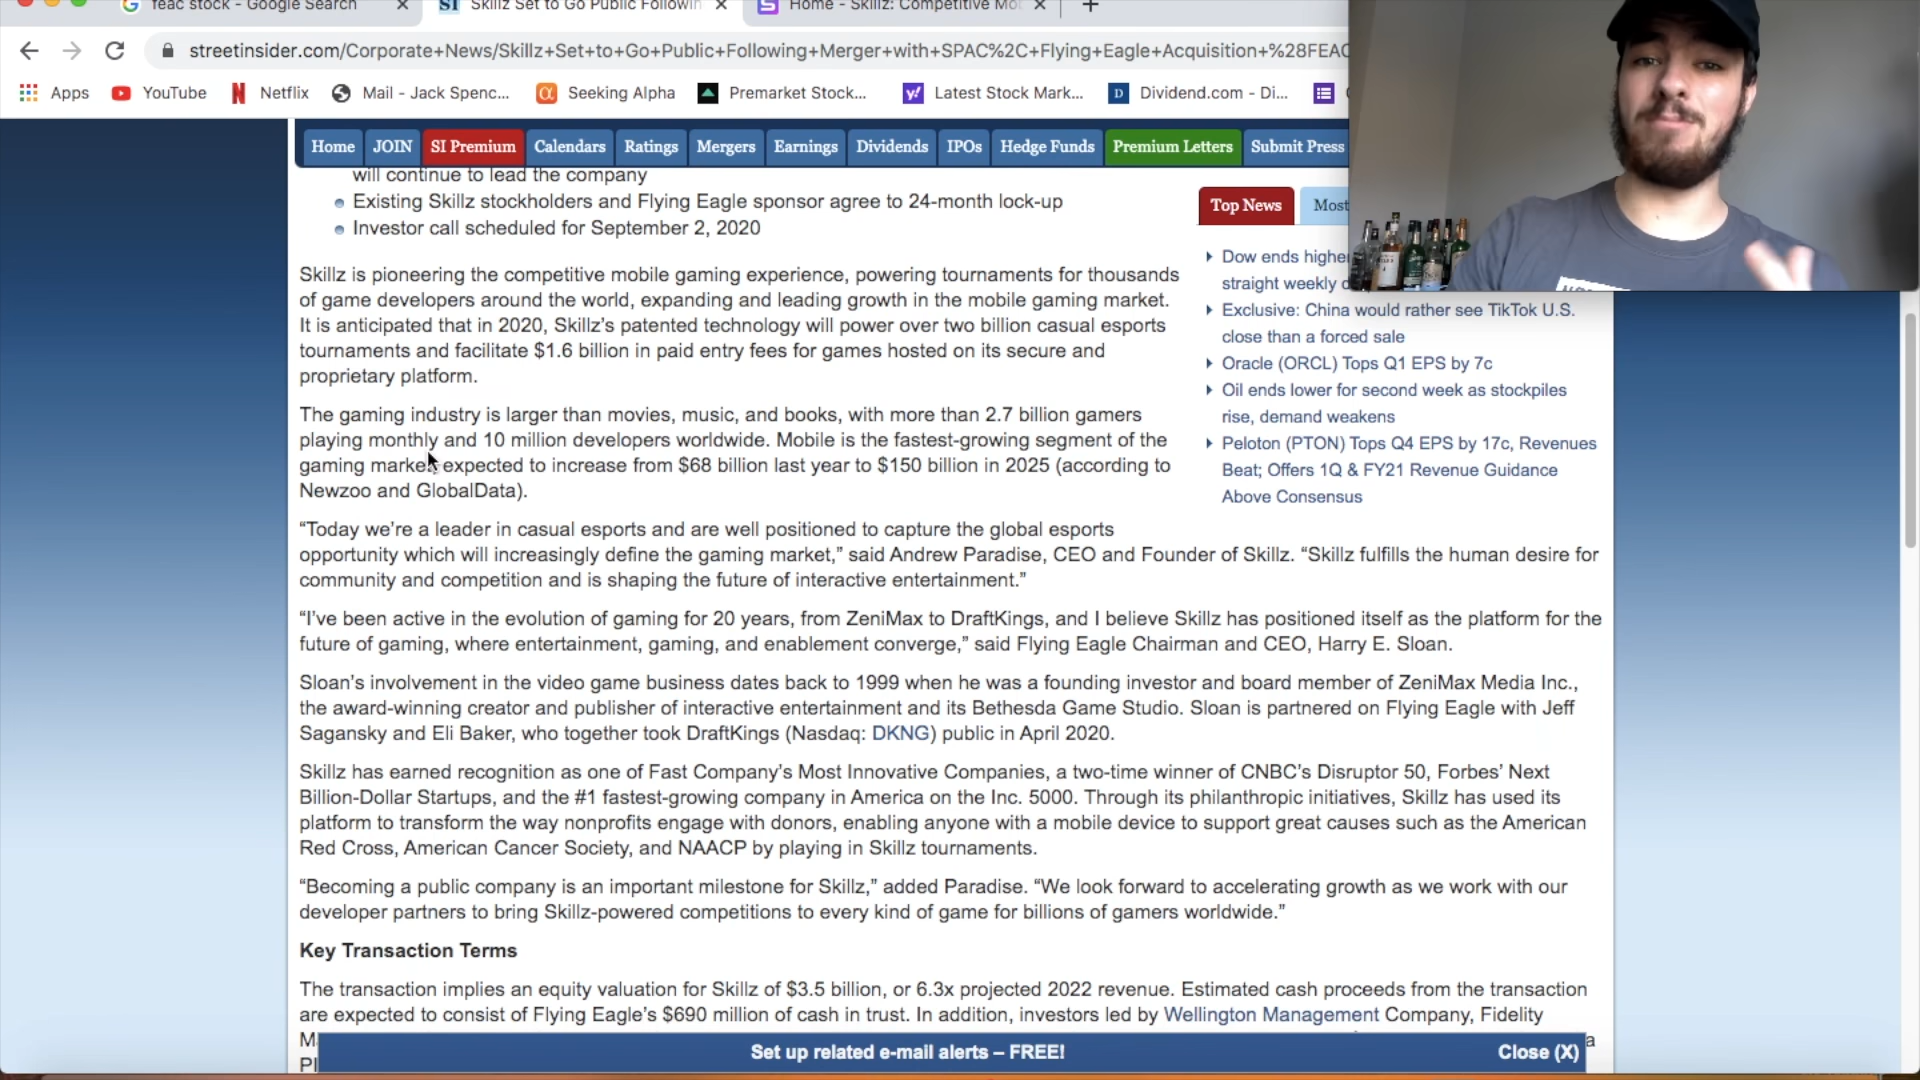 feac stock - Google Search
SI Skillz Set to Go Public Followin
Home - Skillz: Competitive Mo
streetinsider.com/Corporate+News/Skillz+Set+to+Go+Public+Following+Merger+with+SPAC%2C+Flying+Eagle+Acquisition+%28FEAC
Apps YouTube Netflix Mail - Jack Spenc... Seeking Alpha Premarket Stock... Latest Stock Mark... Dividend.com - Di...
Home JOIN SI Premium Calendars Ratings Mergers Earnings Dividends IPOs Hedge Funds Premium Letters Submit Press
will continue to lead the company
Existing Skillz stockholders and Flying Eagle sponsor agree to 24-month lock-up
Investor call scheduled for September 2, 2020
Skillz is pioneering the competitive mobile gaming experience, powering tournaments for thousands
of game developers around the world, expanding and leading growth in the mobile gaming market.
It is anticipated that in 2020, Skillz’s patented technology will power over two billion casual esports
tournaments and facilitate $1.6 billion in paid entry fees for games hosted on its secure and
proprietary platform.
The gaming industry is larger than movies, music, and books, with more than 2.7 billion gamers
playing monthly and 10 million developers worldwide. Mobile is the fastest-growing segment of the
gaming market expected to increase from $68 billion last year to $150 billion in 2025 (according to
Newzoo and GlobalData).
“Today we’re a leader in casual esports and are well positioned to capture the global esports
opportunity which will increasingly define the gaming market,” said Andrew Paradise, CEO and Founder of Skillz. “Skillz fulfills the human desire for
community and competition and is shaping the future of interactive entertainment.”
“I’ve been active in the evolution of gaming for 20 years, from ZeniMax to DraftKings, and I believe Skillz has positioned itself as the platform for the
future of gaming, where entertainment, gaming, and enablement converge,” said Flying Eagle Chairman and CEO, Harry E. Sloan.
Sloan’s involvement in the video game business dates back to 1999 when he was a founding investor and board member of ZeniMax Media Inc.,
the award-winning creator and publisher of interactive entertainment and its Bethesda Game Studio. Sloan is partnered on Flying Eagle with Jeff
Sagansky and Eli Baker, who together took DraftKings (Nasdaq: DKNG) public in April 2020.
Skillz has earned recognition as one of Fast Company’s Most Innovative Companies, a two-time winner of CNBC’s Disruptor 50, Forbes’ Next
Billion-Dollar Startups, and the #1 fastest-growing company in America on the Inc. 5000. Through its philanthropic initiatives, Skillz has used its
platform to transform the way nonprofits engage with donors, enabling anyone with a mobile device to support great causes such as the American
Red Cross, American Cancer Society, and NAACP by playing in Skillz tournaments.
“Becoming a public company is an important milestone for Skillz,” added Paradise. “We look forward to accelerating growth as we work with our
developer partners to bring Skillz-powered competitions to every kind of game for billions of gamers worldwide.”
Key Transaction Terms
The transaction implies an equity valuation for Skillz of $3.5 billion, or 6.3x projected 2022 revenue. Estimated cash proceeds from the transaction
are expected to consist of Flying Eagle’s $690 million of cash in trust. In addition, investors led by Wellington Management Company, Fidelity
Set up related e-mail alerts – FREE!
Close (X)
Top News
Most
Dow ends highe
straight weekly d
Exclusive: China would rather see TikTok U.S.
close than a forced sale
Oracle (ORCL) Tops Q1 EPS by 7c
Oil ends lower for second week as stockpiles
rise, demand weakens
Peloton (PTON) Tops Q4 EPS by 17c, Revenues
Beat; Offers 1Q & FY21 Revenue Guidance
Above Consensus